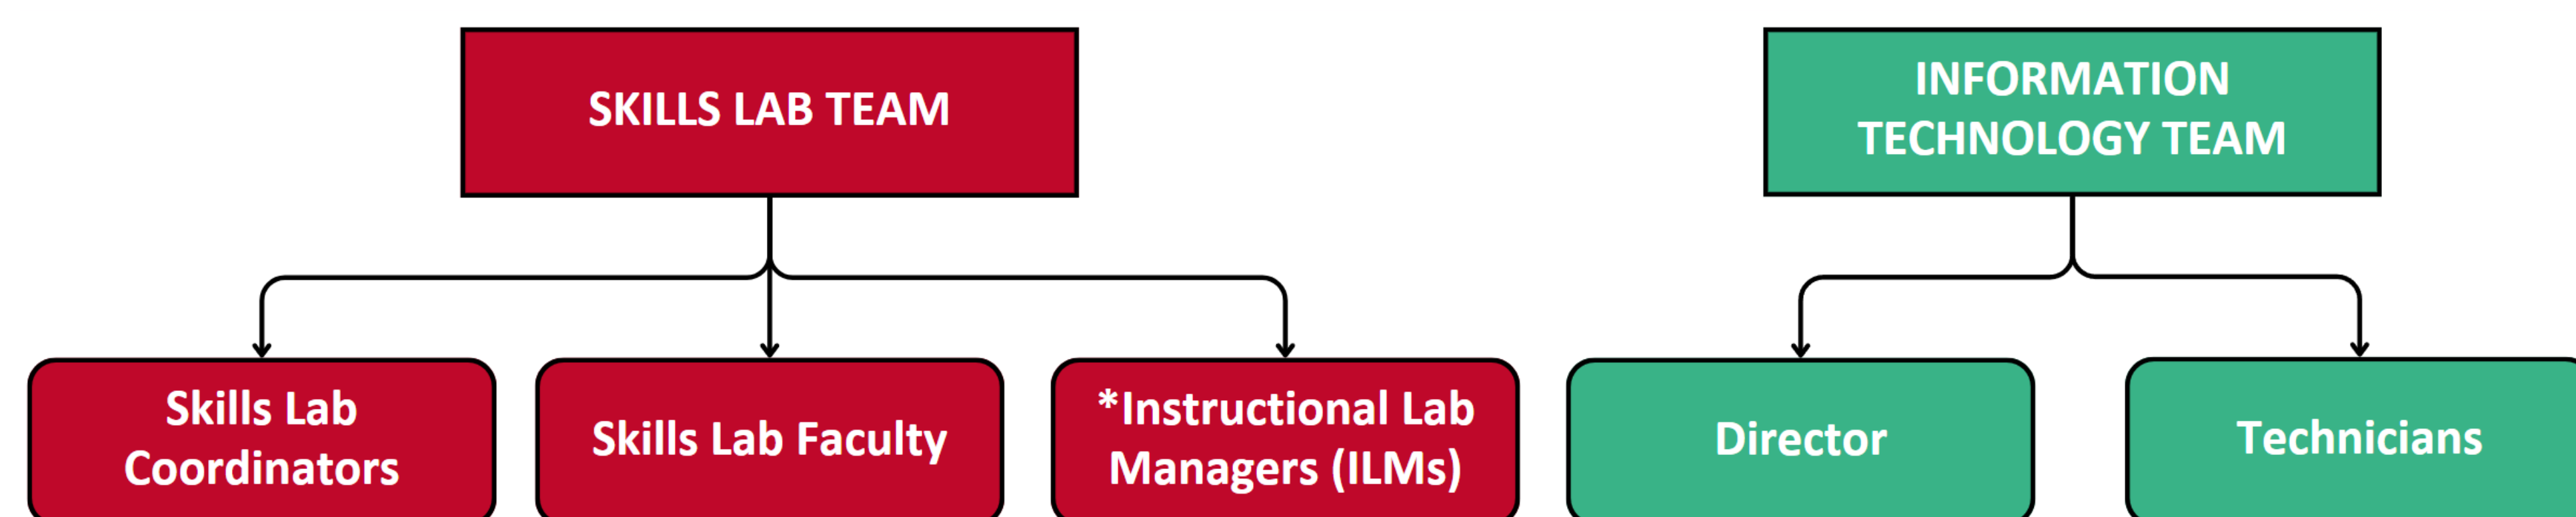 SKILLS LAB TEAM
INFORMATION
TECHNOLOGY TEAM
Skills Lab
Coordinators
Skills Lab Faculty
*Instructional Lab
Managers (ILMs)
Director
Technicians